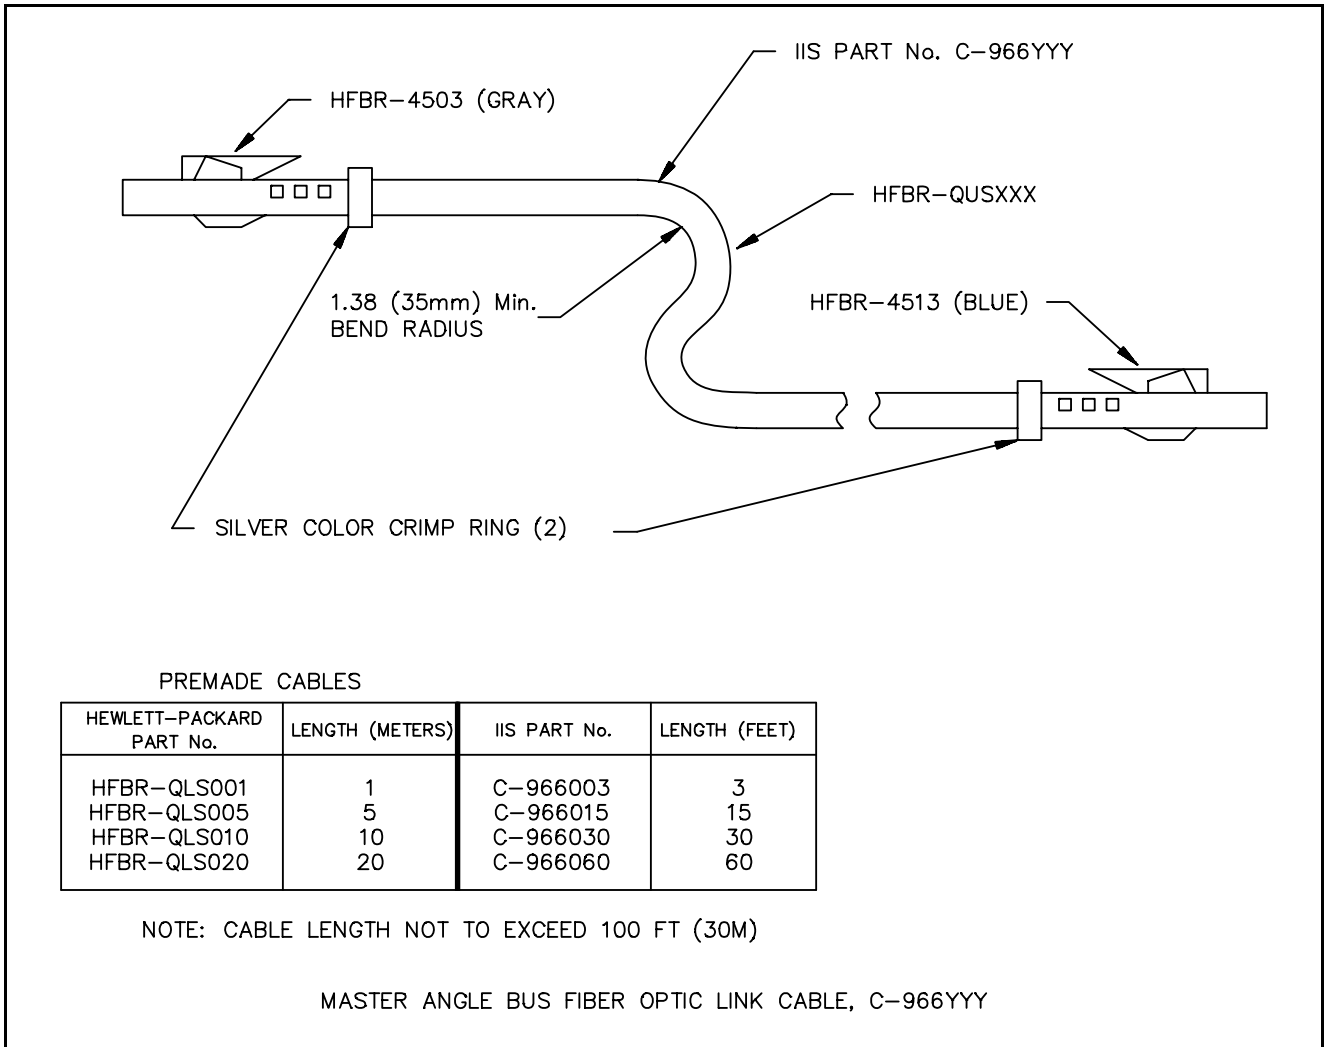 IIS PART No. C-966YYY
HFBR-4503 (GRAY)
HFBR-QUSXXX
1.38 (35mm) Min.
BEND RADIUS
HFBR-4513 (BLUE)
SILVER COLOR CRIMP RING (2)
PREMADE CABLES
HEWLETT-PACKARD PART No. LENGTH (METERS) IIS PART No. LENGTH (FEET)
HFBR-QLS001 1 C-966003 3
HFBR-QLS005 5 C-966015 15
HFBR-QLS010 10 C-966030 30
HFBR-QLS020 20 C-966060 60
NOTE: CABLE LENGTH NOT TO EXCEED 100 FT (30M)
MASTER ANGLE BUS FIBER OPTIC LINK CABLE, C-966YYY